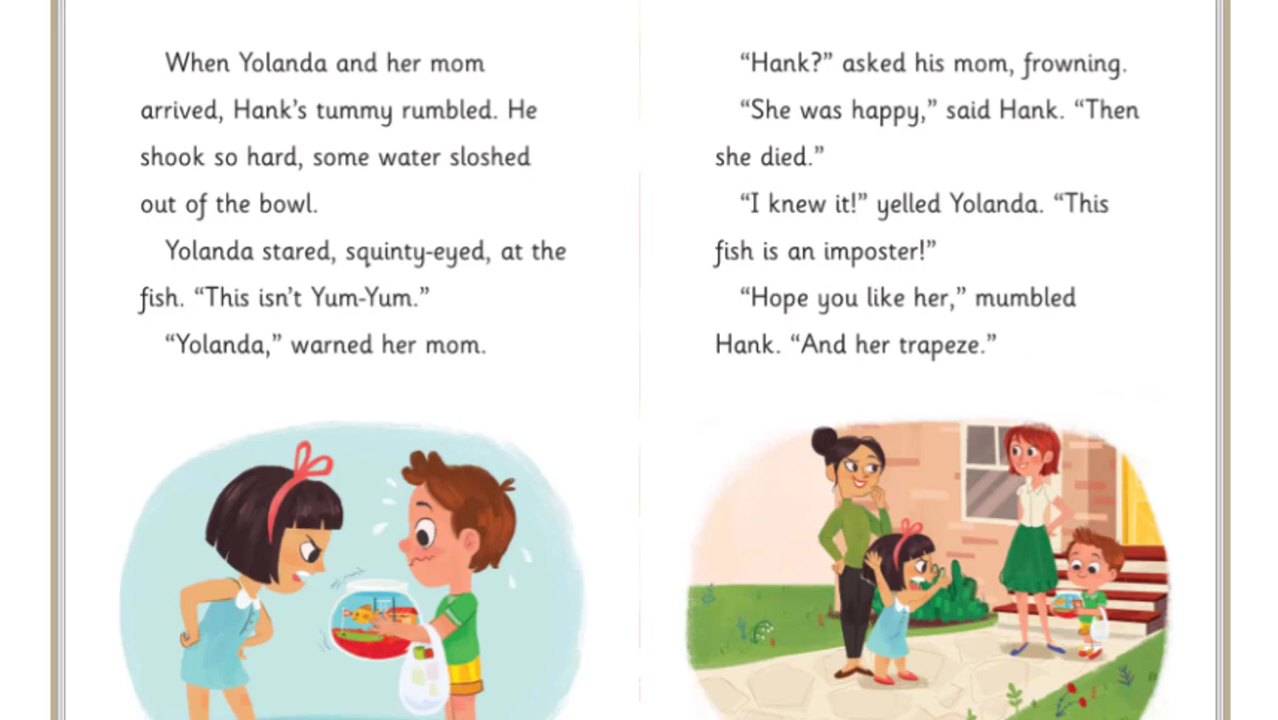 When Yolanda and her mom
arrived, Hank’s tummy rumbled. He
shook so hard, some water sloshed
out of the bowl.
Yolanda stared, squinty-eyed, at the
fish. “This isn’t Yum-Yum.”
“Yolanda,” warned her mom.
“Hank?” asked his mom, frowning.
“She was happy,” said Hank. “Then
she died.”
“I knew it!” yelled Yolanda. “This
fish is an imposter!”
“Hope you like her,” mumbled
Hank. “And her trapeze.”